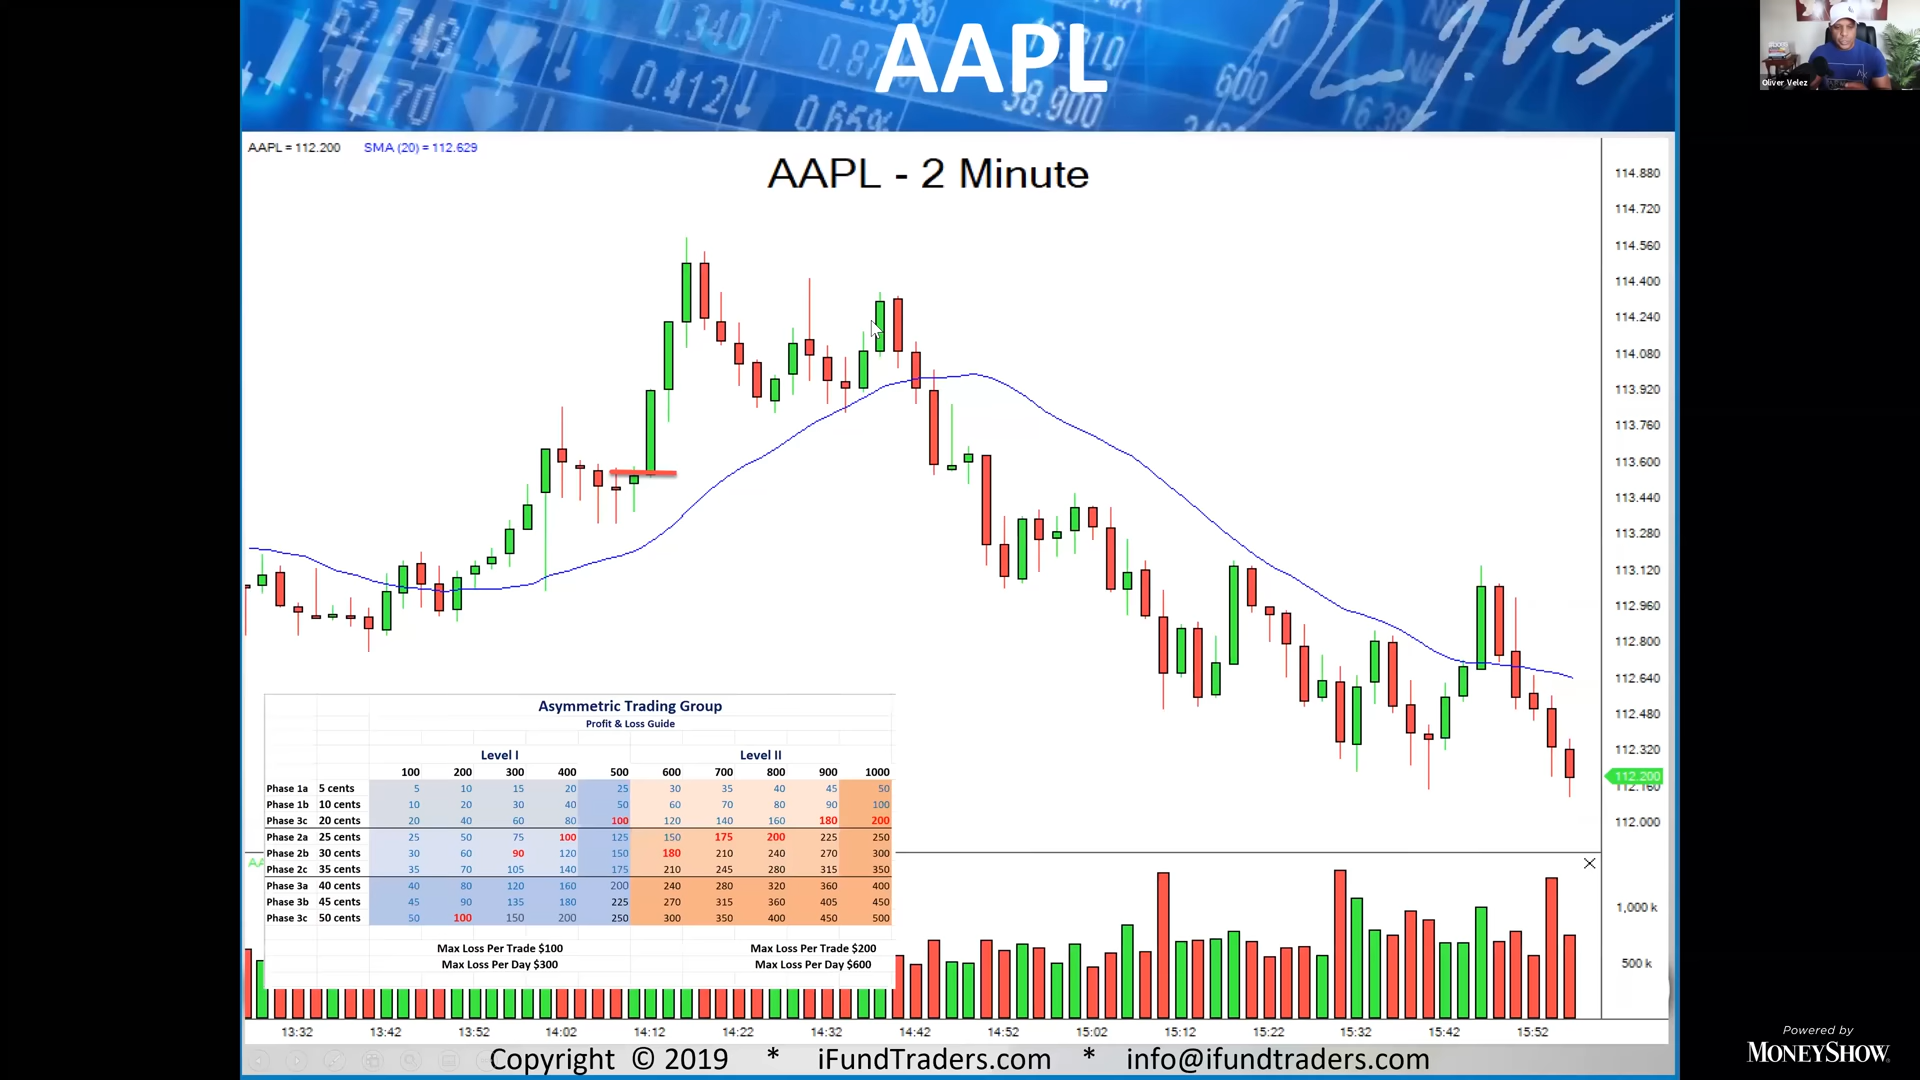 AAPL
Oliver Velez
AAPL = 112.200 SMA (20) = 112.629
AAPL - 2 Minute
114.880
114.720
114.560
114.400
114.240
114.080
113.920
113.760
113.600
113.440
113.280
113.120
112.960
112.800
112.640
112.480
112.320
112.200
112.160
112.000
Asymmetric Trading Group
Profit & Loss Guide
Level I Level II
100 200 300 400 500 600 700 800 900 1000
Phase 1a 5 cents 5 10 15 20 25 30 35 40 45 50
Phase 1b 10 cents 10 20 30 40 50 60 70 80 90 100
Phase 3c 20 cents 20 40 60 80 100 120 140 160 180 200
Phase 2a 25 cents 25 50 75 100 125 150 175 200 225 250
Phase 2b 30 cents 30 60 90 120 150 180 210 240 270 300
Phase 2c 35 cents 35 70 105 140 175 210 245 280 315 350
Phase 3a 40 cents 40 80 120 160 200 240 280 320 360 400
Phase 3b 45 cents 45 90 135 180 225 270 315 360 405 450
Phase 3c 50 cents 50 100 150 200 250 300 350 400 450 500
Max Loss Per Trade $100 Max Loss Per Trade $200
Max Loss Per Day $300 Max Loss Per Day $600
1,000 k
500 k
13:32 13:42 13:52 14:02 14:12 14:22 14:32 14:42 14:52 15:02 15:12 15:22 15:32 15:42 15:52
Copyright © 2019 * iFundTraders.com * info@ifundtraders.com
Powered by
MONEYSHOW